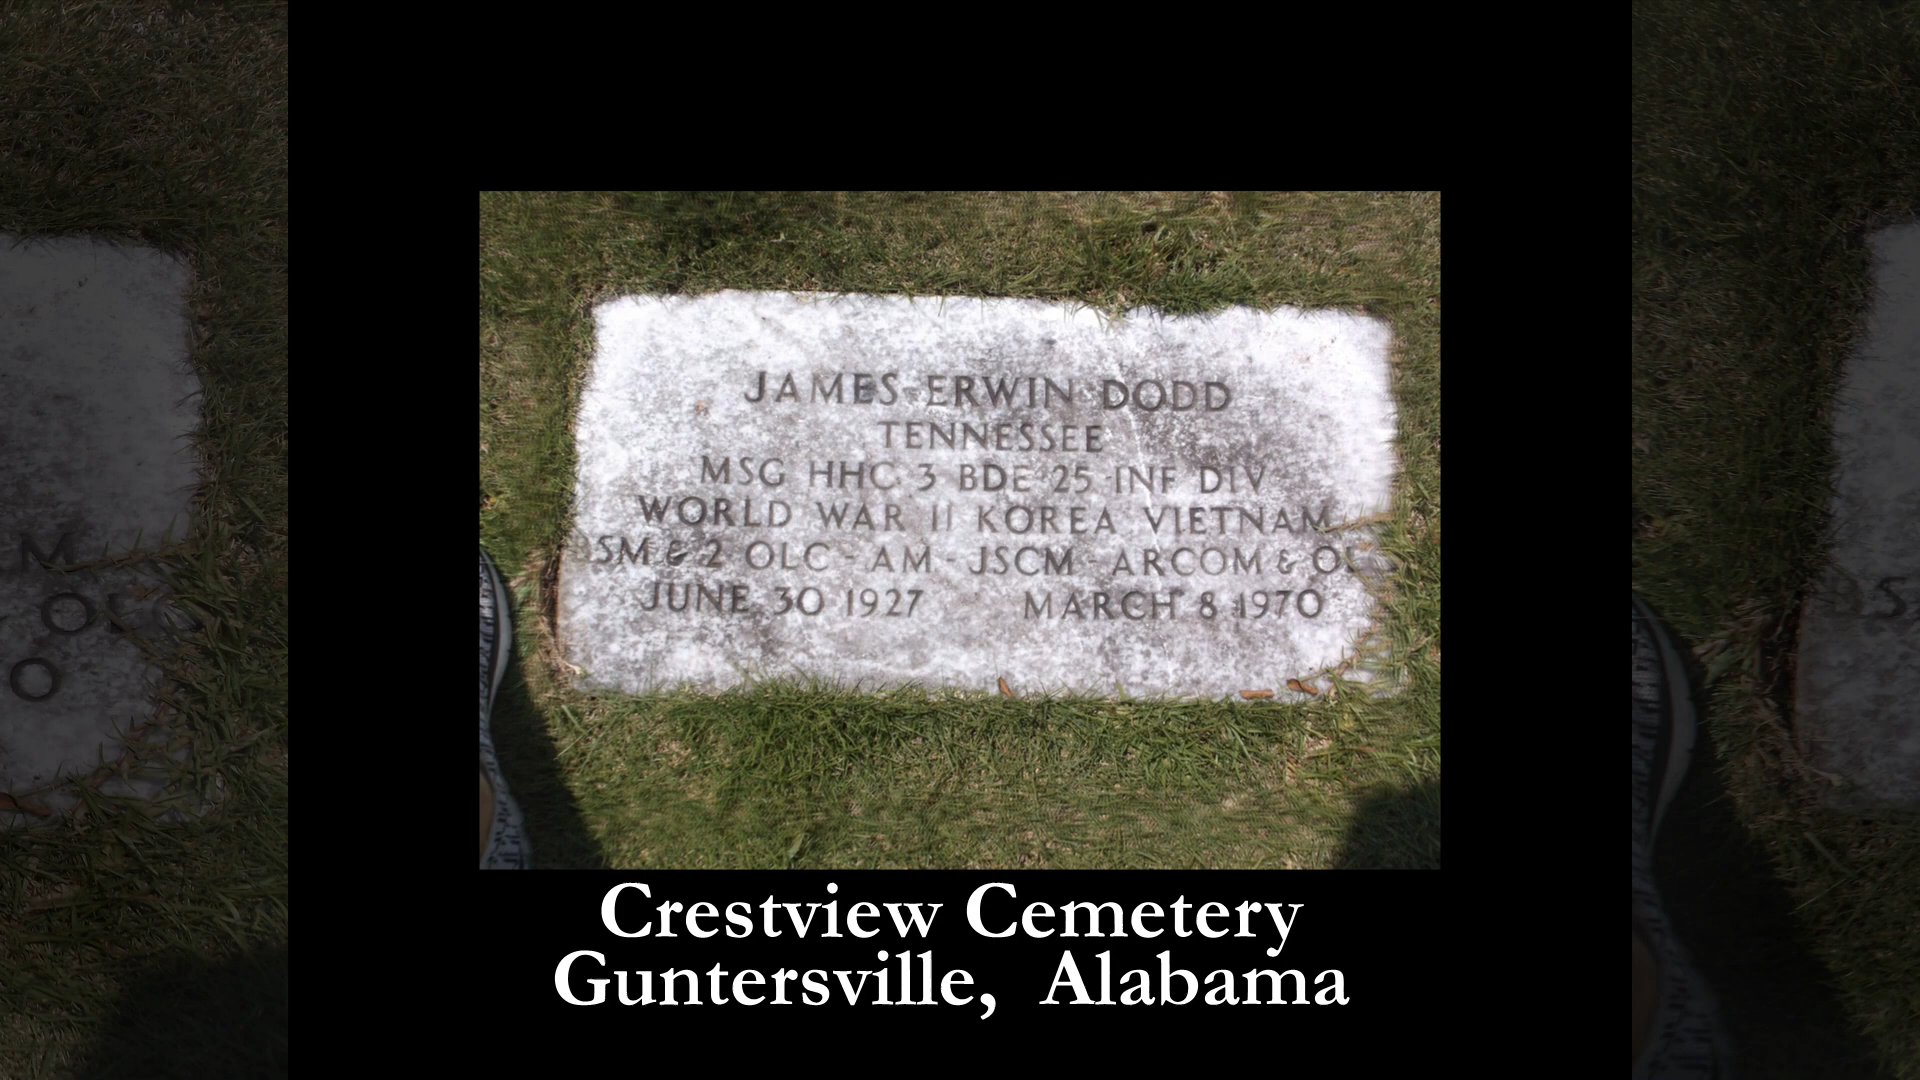 JAMES ERWIN DODD
TENNESSEE
MSG HHC 3 BDE 25 INF DIV
WORLD WAR II KOREA VIETNAM
SM & 2 OLC - AM - JSCM - ARCOM & OL
JUNE 30 1927 MARCH 8 1970
Crestview Cemetery
Guntersville, Alabama